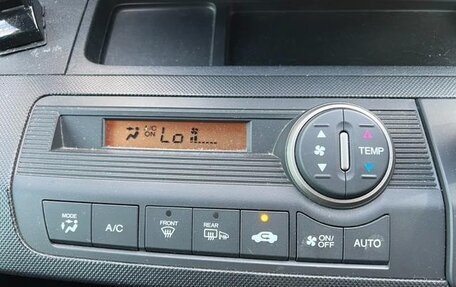 A/C
ON Lo
TEMP
MODE
A/C
FRONT
REAR
ON/
OFF
AUTO